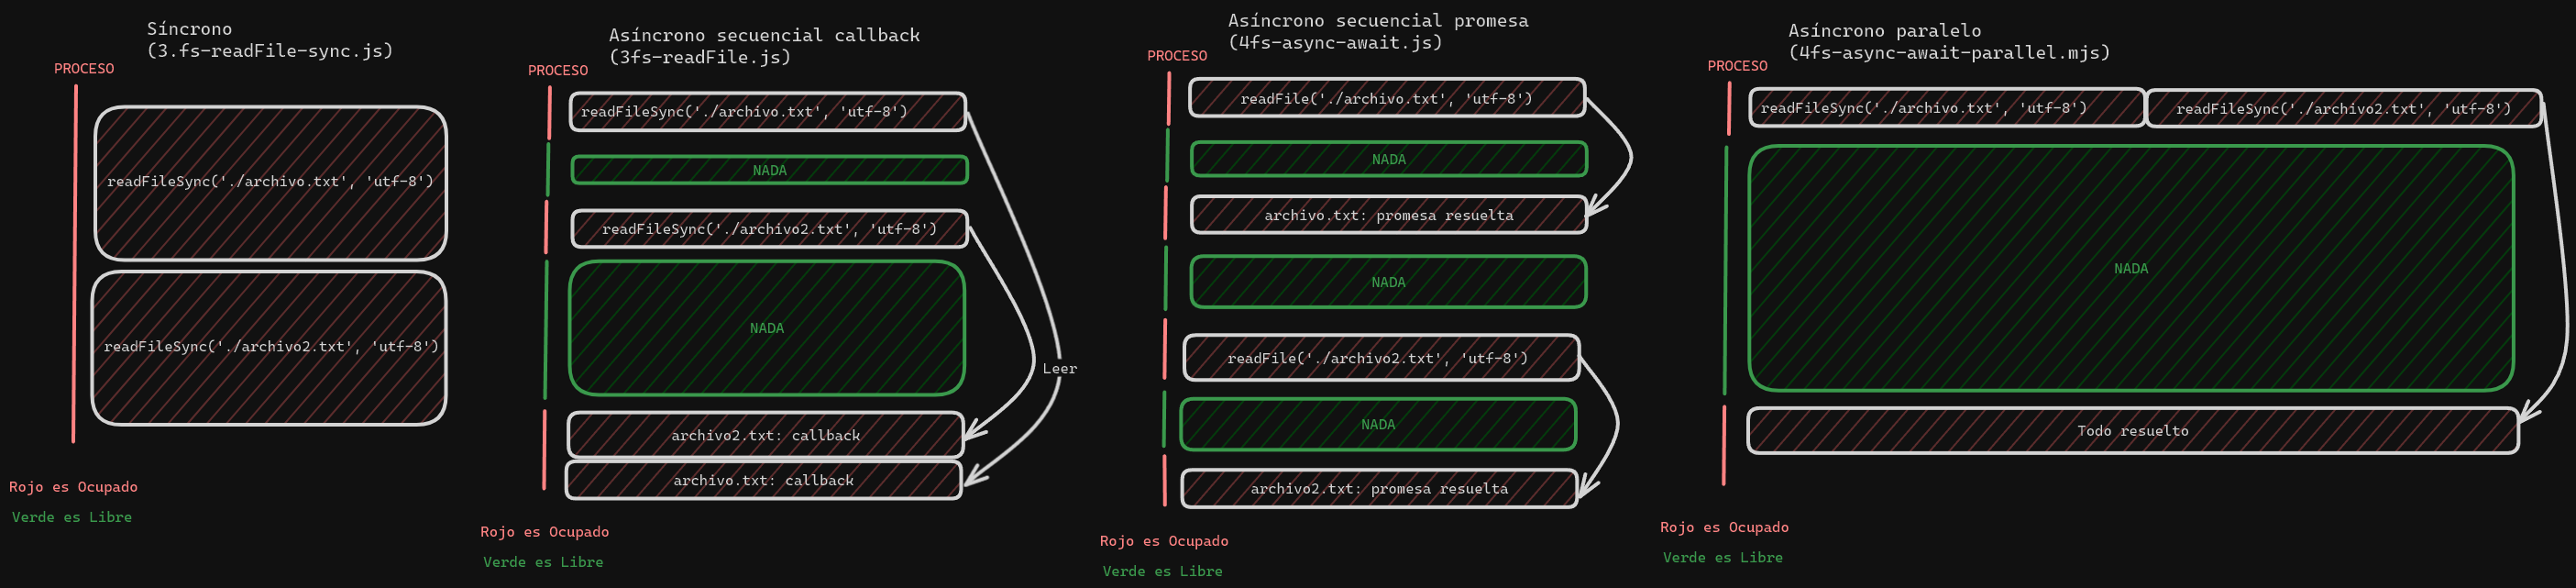 Síncrono
(3.fs-readFile-sync.js)
PROCESO
readFileSync('./archivo.txt', 'utf-8')
readFileSync('./archivo2.txt', 'utf-8')
Rojo es Ocupado
Verde es Libre
Asíncrono secuencial callback
(3fs-readFile.js)
PROCESO
readFileSync('./archivo.txt', 'utf-8')
NADA
readFileSync('./archivo2.txt', 'utf-8')
NADA
Leer
archivo2.txt: callback
archivo.txt: callback
Rojo es Ocupado
Verde es Libre
Asíncrono secuencial promesa
(4fs-async-await.js)
PROCESO
readFile('./archivo.txt', 'utf-8')
NADA
archivo.txt: promesa resuelta
NADA
readFile('./archivo2.txt', 'utf-8')
NADA
archivo2.txt: promesa resuelta
Rojo es Ocupado
Verde es Libre
Asíncrono paralelo
(4fs-async-await-parallel.mjs)
PROCESO
readFileSync('./archivo.txt', 'utf-8')
readFileSync('./archivo2.txt', 'utf-8')
NADA
Todo resuelto
Rojo es Ocupado
Verde es Libre